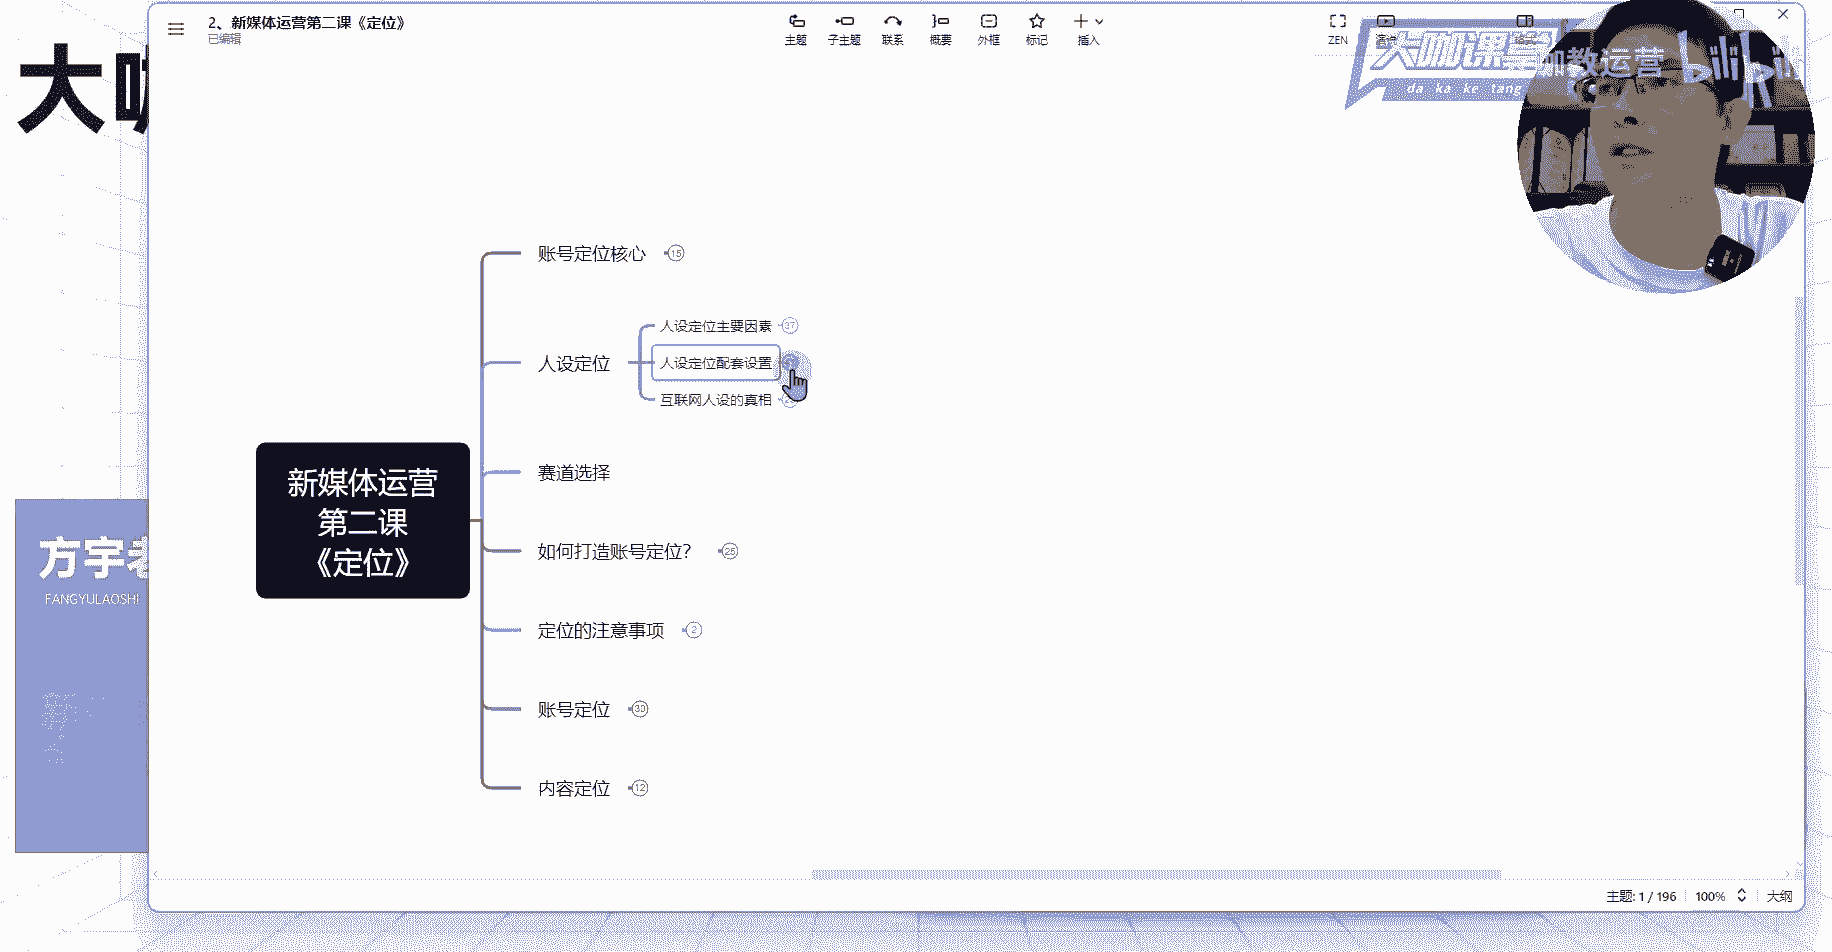 2、新媒体运营第二课《定位》
已编辑
主题
子主题
联系
概要
外框
标记
插入
ZEN
大咖课堂
da ka ke tang
咖教运营 bilibili
大
账号定位核心 15
人设定位主要因素 37
人设定位
人设定位配套设置
互联网人设的真相
赛道选择
新媒体运营
第二课
《定位》
如何打造账号定位？ 25
方宇老
FANGYULAOSHI
定位的注意事项 2
账号定位 30
内容定位 12
主题: 1 / 196
100%
大纲